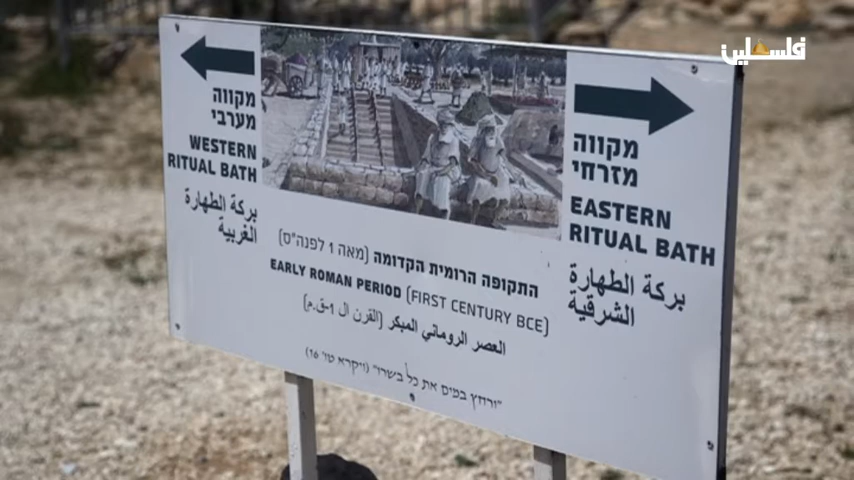 فلسطين
מקווה
מערבי
WESTERN
RITUAL BATH
بركة الطهارة
الغربية
מקווה
מזרחי
EASTERN
RITUAL BATH
بركة الطهارة
الشرقية
התקופה הרומית הקדומה (מאה 1 לפנה"ס)
EARLY ROMAN PERIOD (FIRST CENTURY BCE)
العصر الروماني المبكر (القرن ال 1-ق.م)
"ורחץ במים את כל בשרו" (ויקרא טו' 16)